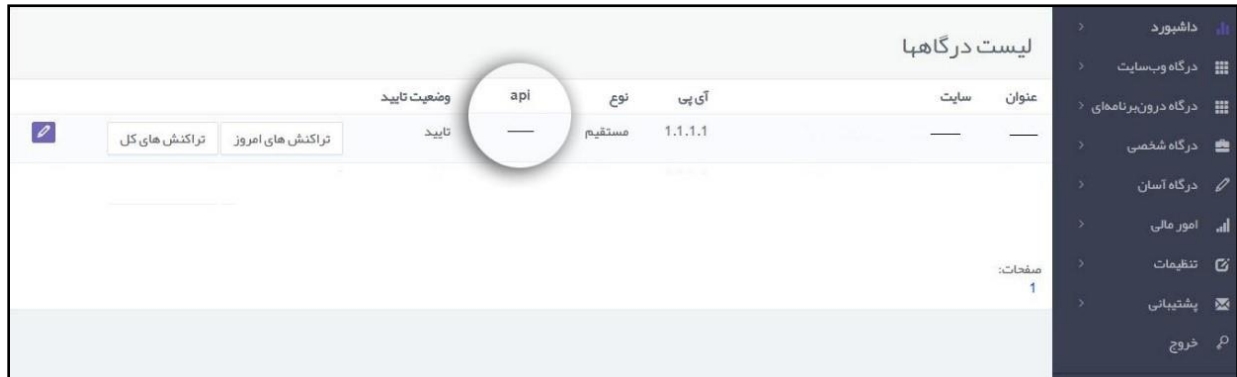 داشبورد
درگاه وب‌سایت
درگاه درون‌برنامه‌ای
درگاه شخصی
درگاه آسان
امور مالی
تنظیمات
پشتیبانی
خروج
لیست درگاهها
عنوان سایت آی پی نوع api وضعیت تایید
1.1.1.1 مستقیم تایید تراکنش های امروز تراکنش های کل
صفحات:
1